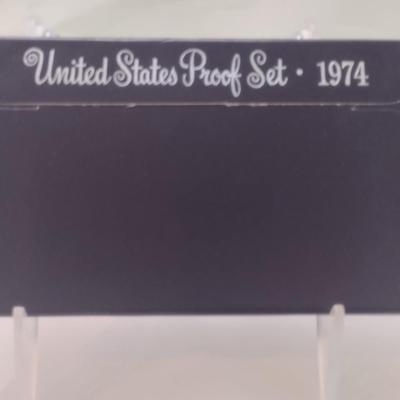 United States Proof Set · 1974